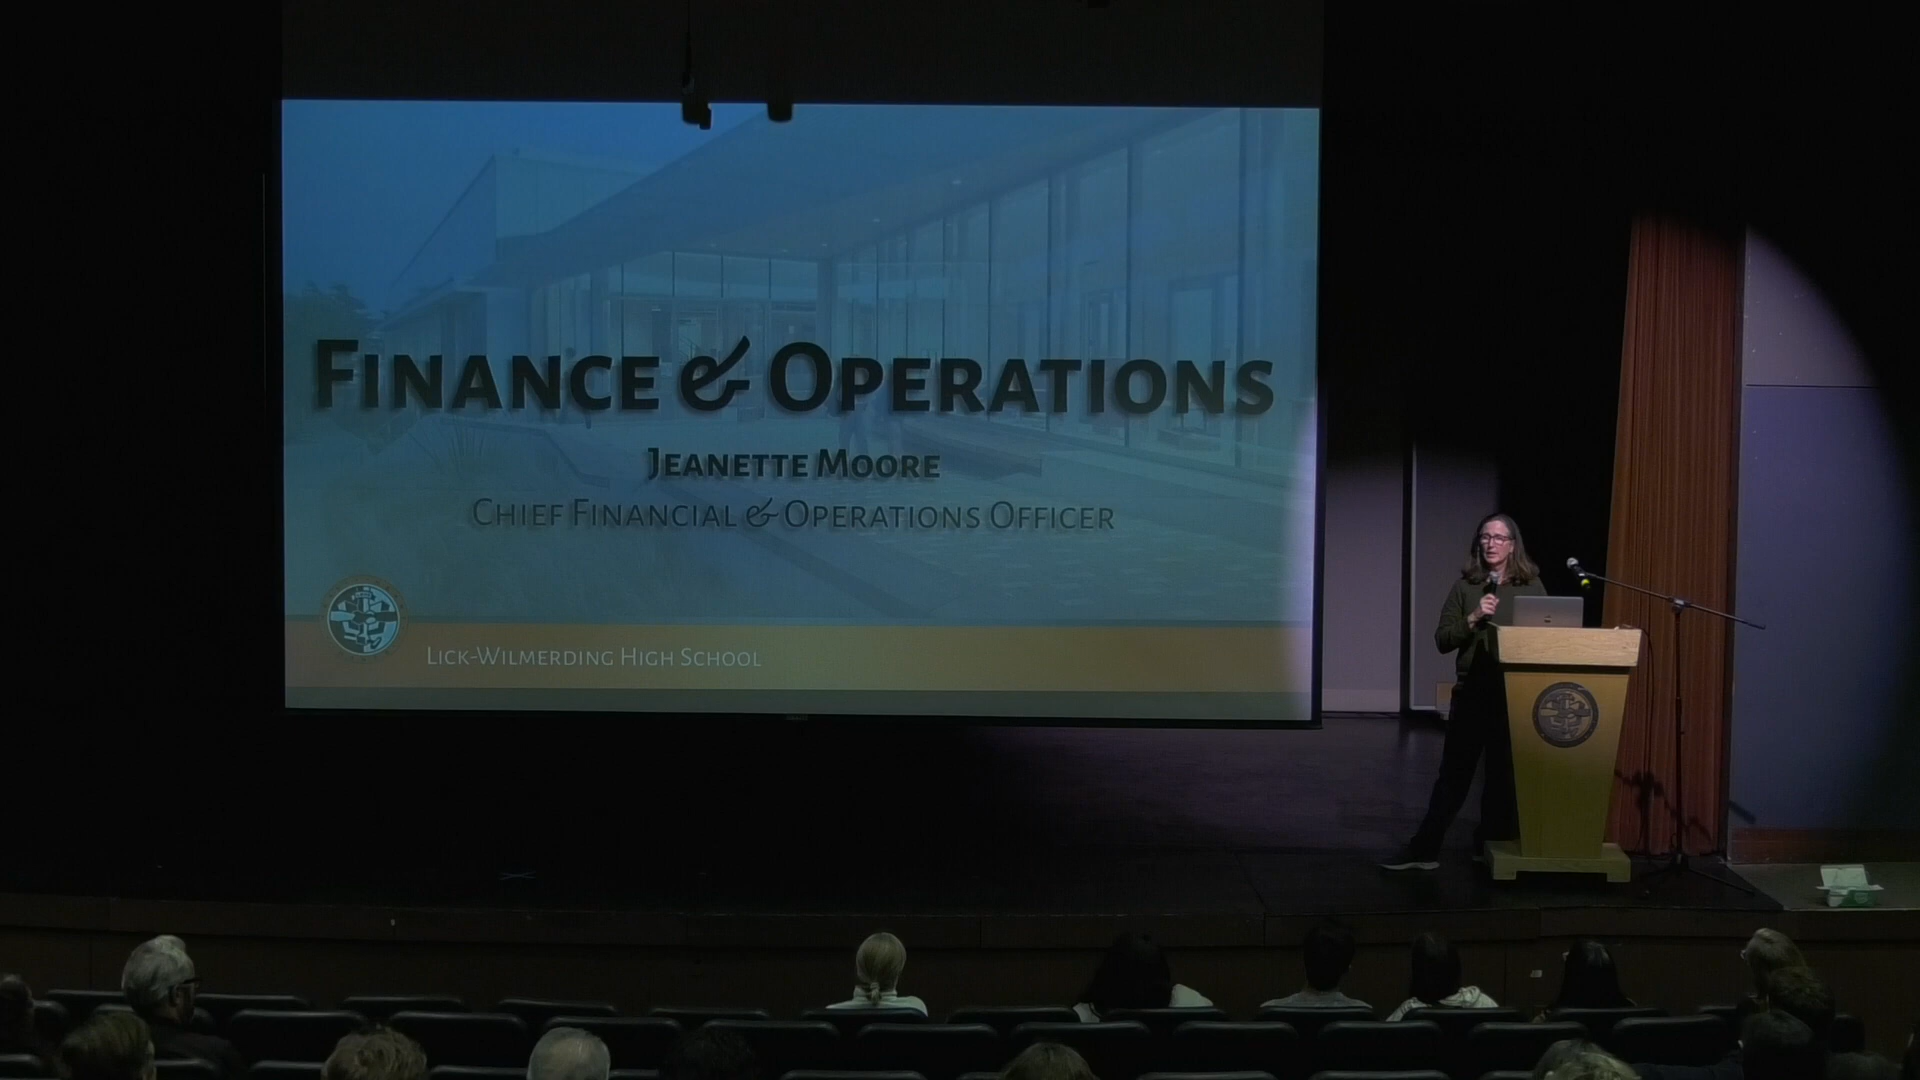 Finance & Operations
Jeanette Moore
Chief Financial & Operations Officer
Lick-Wilmerding High School